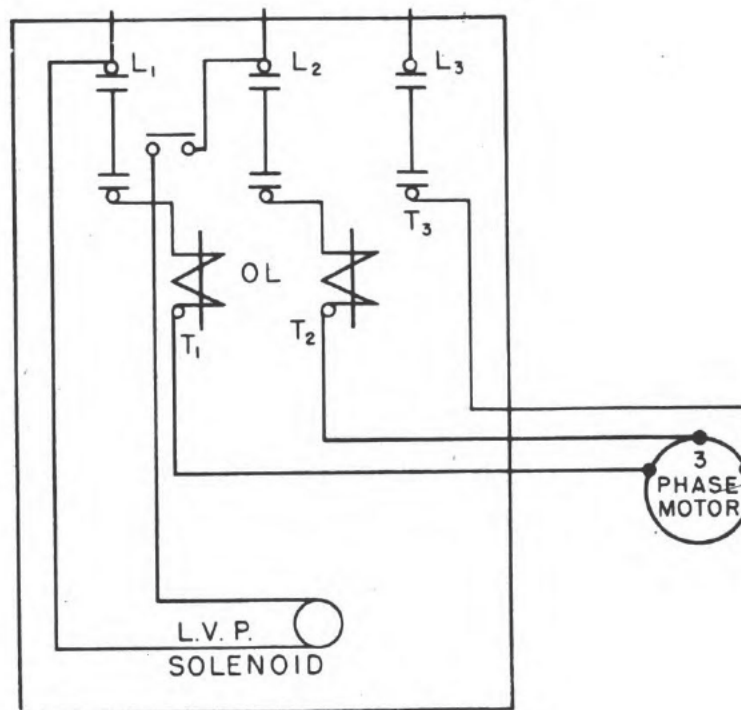 L1 L2 L3
T3
OL
T1 T2
3
PHASE
MOTOR
L.V.P.
SOLENOID